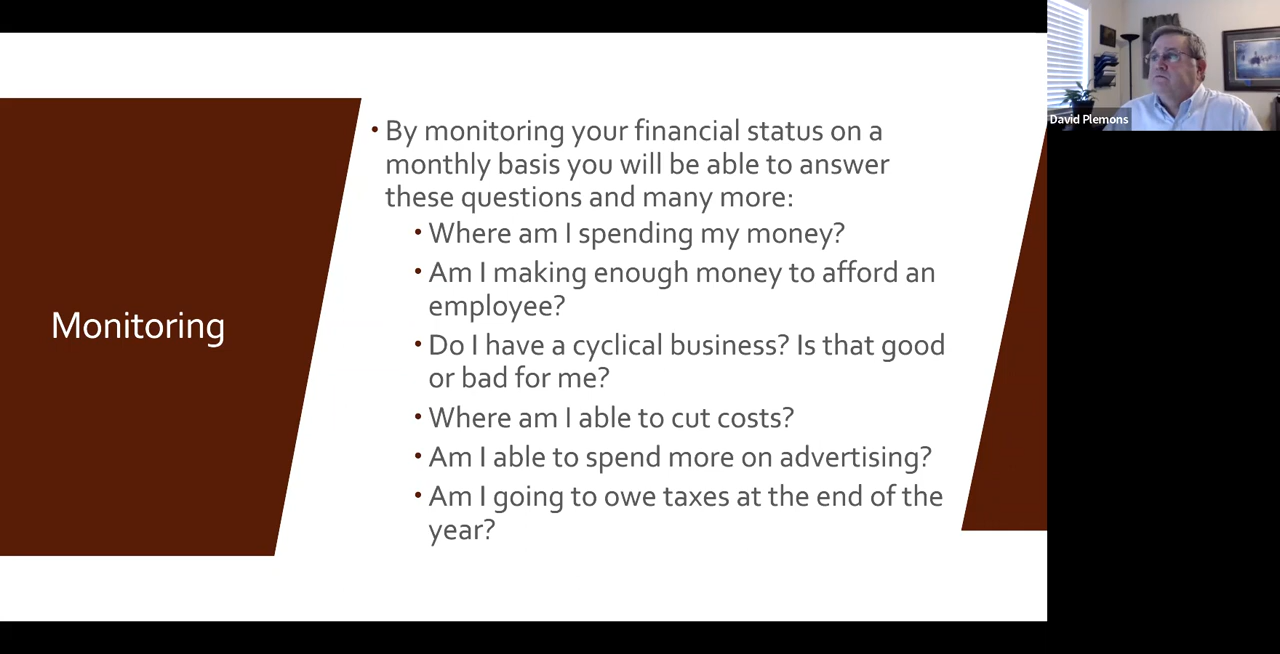 Monitoring
• By monitoring your financial status on a
monthly basis you will be able to answer
these questions and many more:
• Where am I spending my money?
• Am I making enough money to afford an
employee?
• Do I have a cyclical business? Is that good
or bad for me?
• Where am I able to cut costs?
• Am I able to spend more on advertising?
• Am I going to owe taxes at the end of the
year?
David Plemons